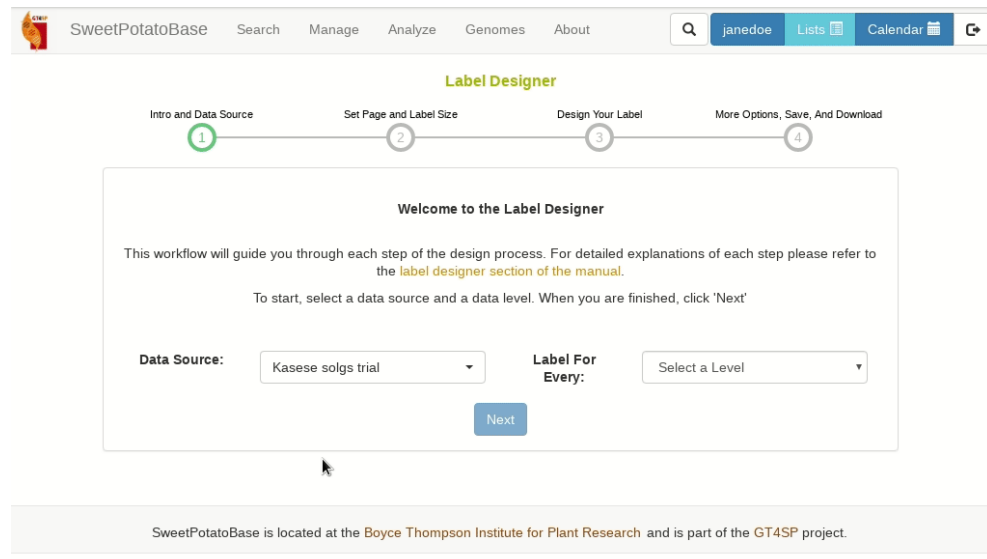 GT4SP
SweetPotatoBase Search Manage Analyze Genomes About janedoe Lists Calendar
Label Designer
Intro and Data Source Set Page and Label Size Design Your Label More Options, Save, And Download
1 2 3 4
Welcome to the Label Designer
This workflow will guide you through each step of the design process. For detailed explanations of each step please refer to
the label designer section of the manual.
To start, select a data source and a data level. When you are finished, click 'Next'
Data Source: Kasese solgs trial Label For Every: Select a Level
Next
SweetPotatoBase is located at the Boyce Thompson Institute for Plant Research and is part of the GT4SP project.